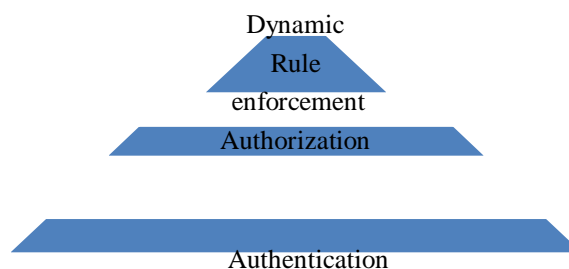 Dynamic
Rule
enforcement
Authorization
Authentication